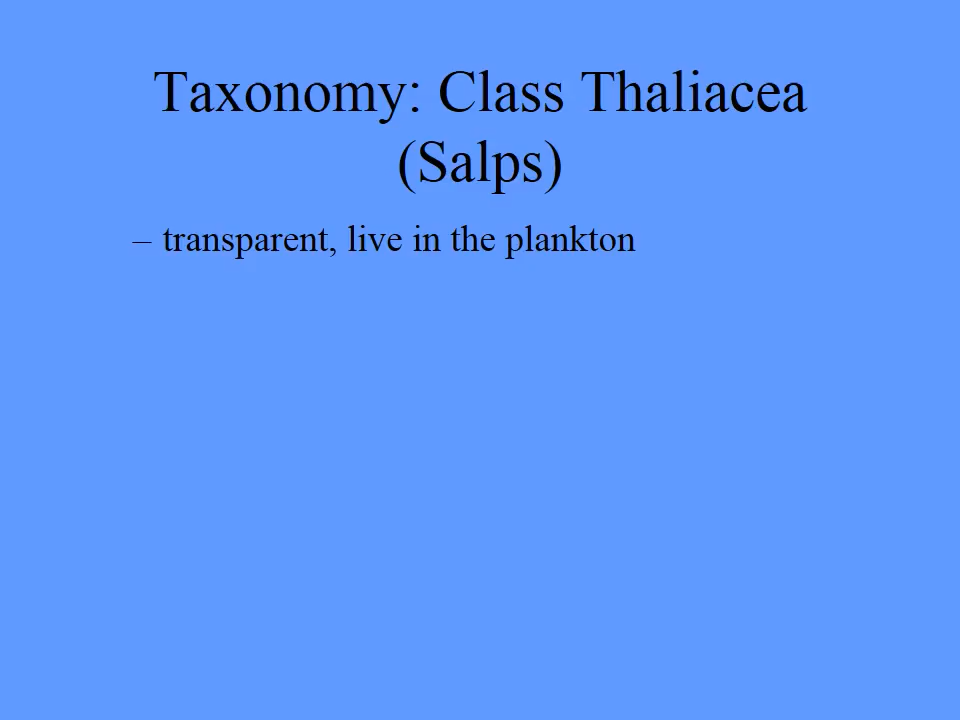 Taxonomy: Class Thaliacea
(Salps)
– transparent, live in the plankton